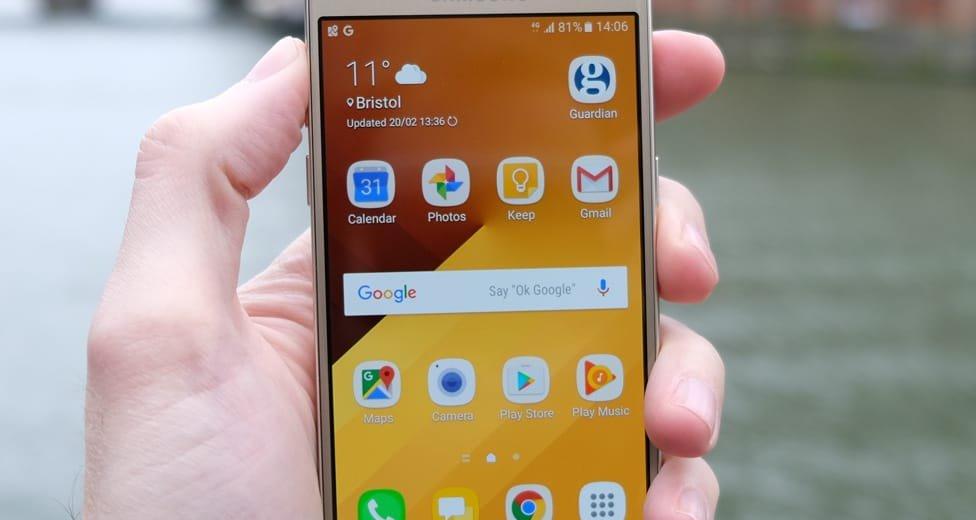 SAMSUNG
4G 81% 14:06
11°
Bristol
Updated 20/02 13:36
Guardian
31
Calendar Photos Keep Gmail
Google Say "Ok Google"
Maps Camera Play Store Play Music